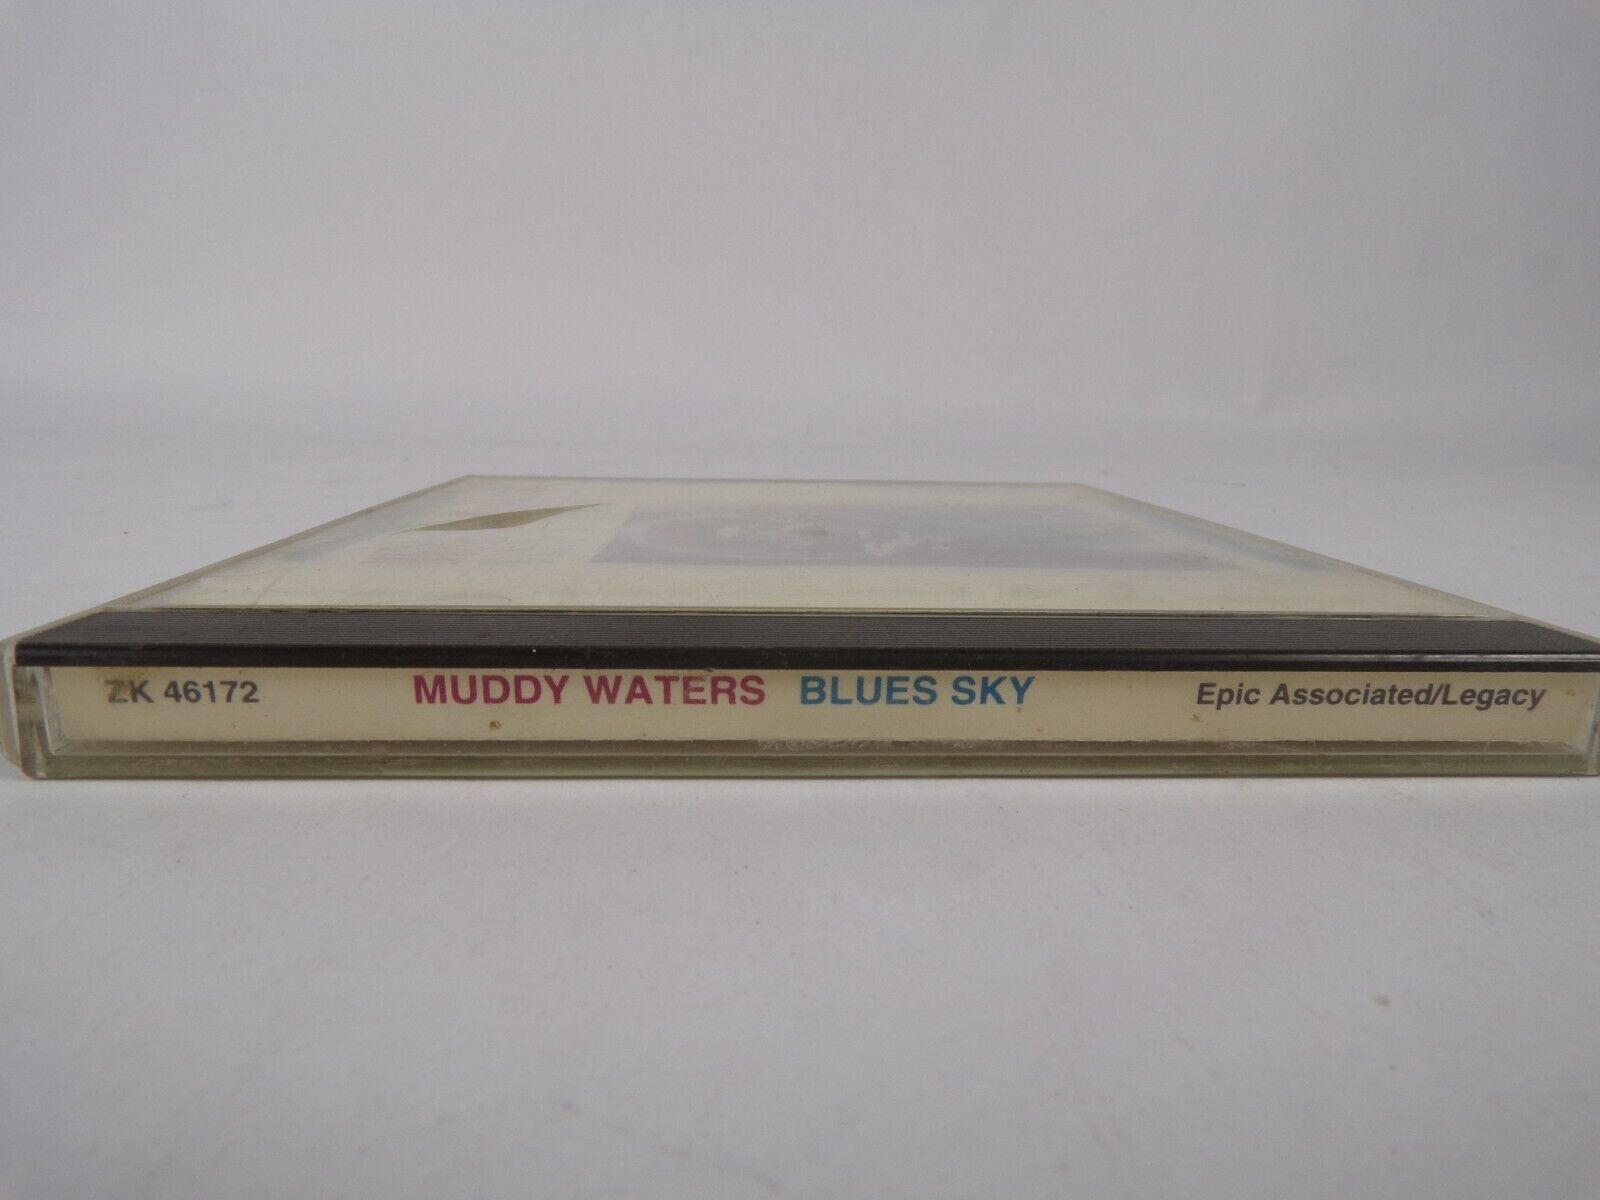 ZK 46172 MUDDY WATERS BLUES SKY Epic Associated/Legacy